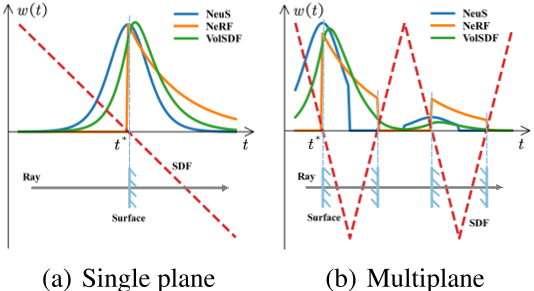 w(t)
NeuS
NeRF
VolSDF
t*
t
SDF
Ray
Surface
(a) Single plane
w(t)
NeuS
NeRF
VolSDF
t*
t
Ray
Surface
SDF
(b) Multiplane